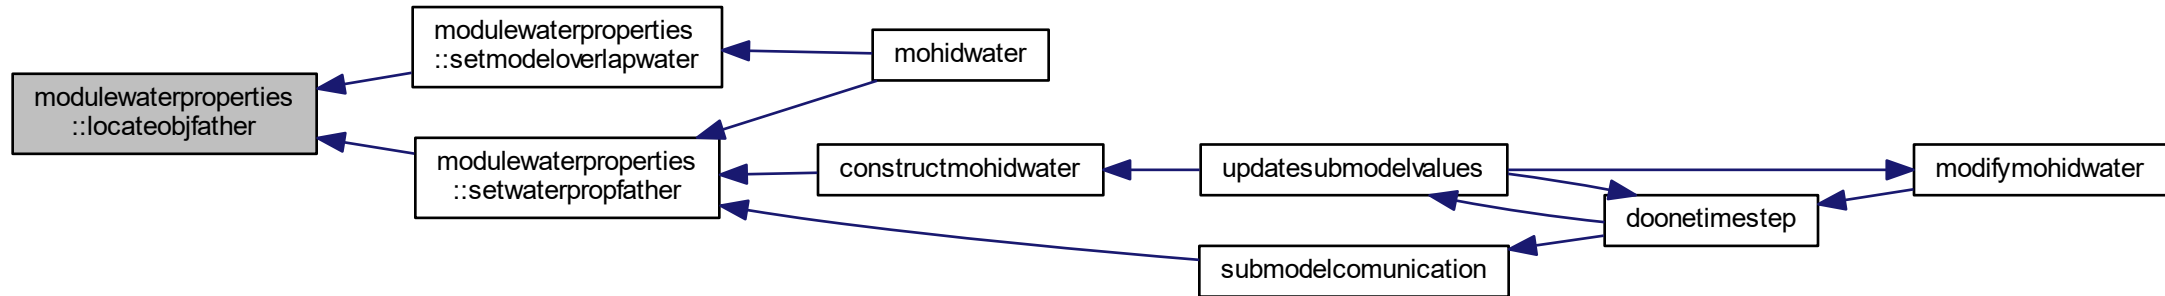 modulewaterproperties
::locateobjfather
modulewaterproperties
::setmodeloverlapwater
modulewaterproperties
::setwaterpropfather
mohidwater
constructmohidwater
updatesubmodelvalues
submodelcomunication
doonetimestep
modifymohidwater